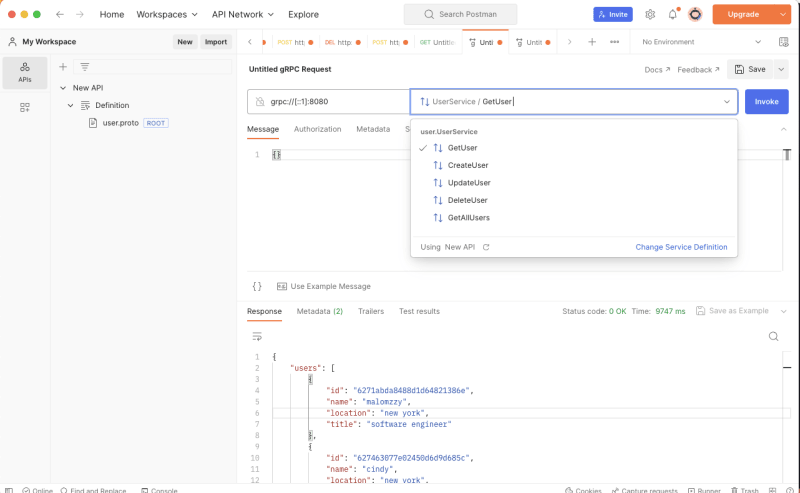 Home Workspaces API Network Explore Search Postman Invite Upgrade
My Workspace New Import POST htt DEL http: POST htt GET Untitle Unti Untit No Environment
APIs
New API
Definition
user.proto ROOT
Untitled gRPC Request Docs Feedback Save
grpc://[::1]:8080 UserService / GetUser Invoke
Message Authorization Metadata S
user.UserService
GetUser
CreateUser
UpdateUser
DeleteUser
GetAllUsers
Using New API Change Service Definition
1 {}
{} Use Example Message
Response Metadata (2) Trailers Test results Status code: 0 OK Time: 9747 ms Save as Example
1 {
2 "users": [
3 {
4 "id": "6271abda8488d1d64821386e",
5 "name": "malomzzy",
6 "location": "new york",
7 "title": "software engineer"
8 },
9 {
10 "id": "627463077e02450d6d9d685c",
11 "name": "cindy",
12 "location": "new york",
Online Find and Replace Console Cookies Capture requests Runner Trash